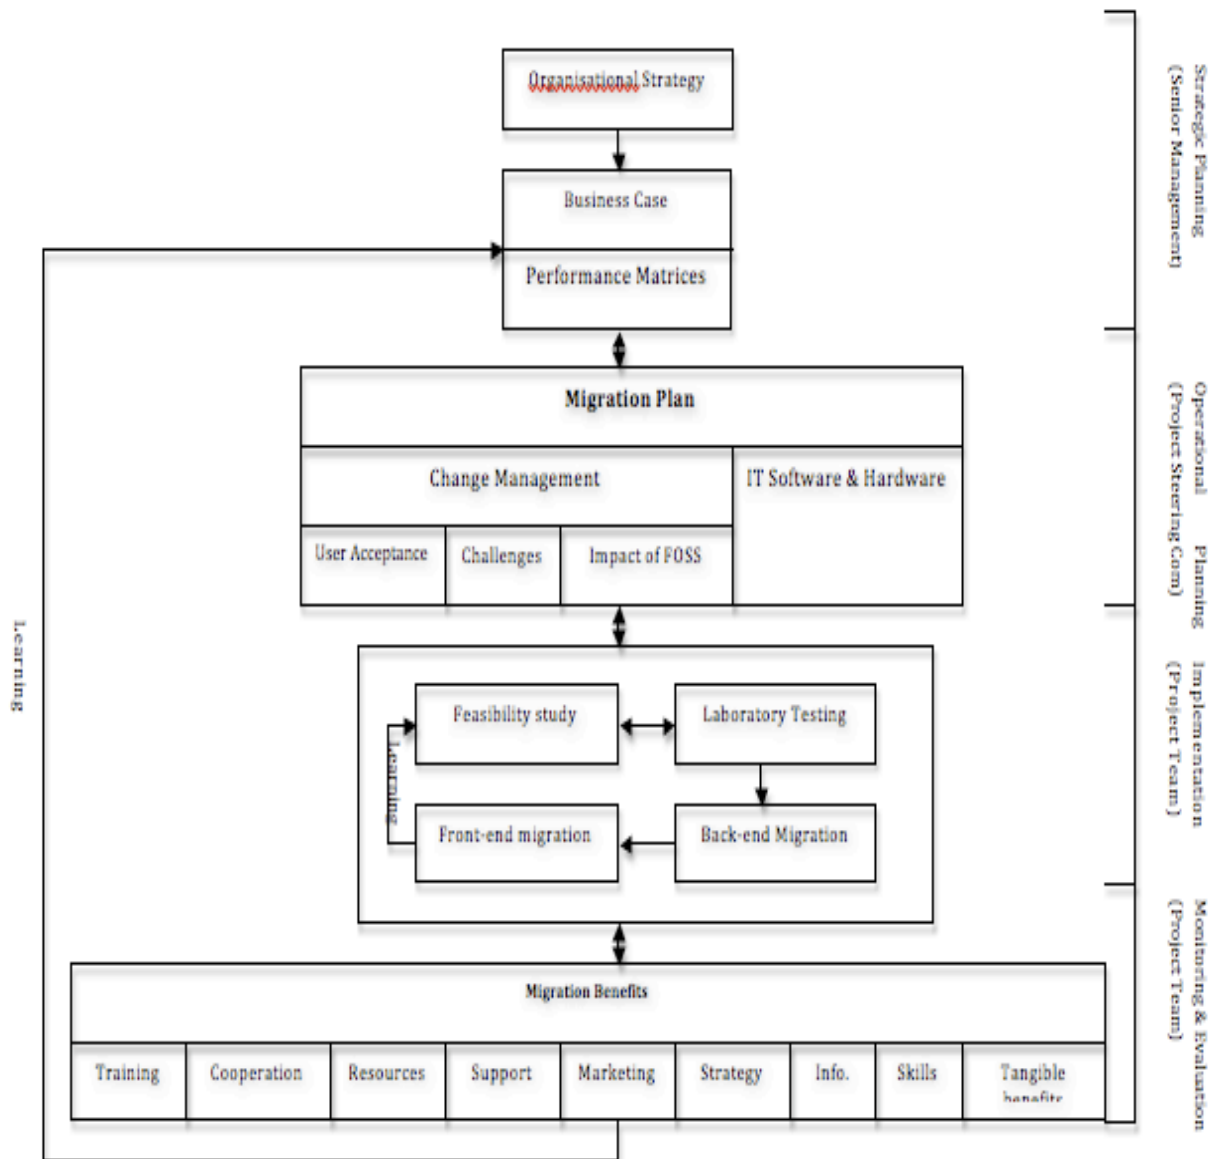 Organisational Strategy
Business Case
Performance Matrices
Migration Plan
Change Management
IT Software & Hardware
User Acceptance
Challenges
Impact of FOSS
Feasibility study
Laboratory Testing
Learning
Front-end migration
Back-end Migration
Migration Benefits
Training
Cooperation
Resources
Support
Marketing
Strategy
Info.
Skills
Tangible
benefits
Learning
Strategic Planning
(Senior Management)
Operational Planning
(Project Steering Com)
Implementation
(Project Team)
Monitoring & Evaluation
(Project Team)